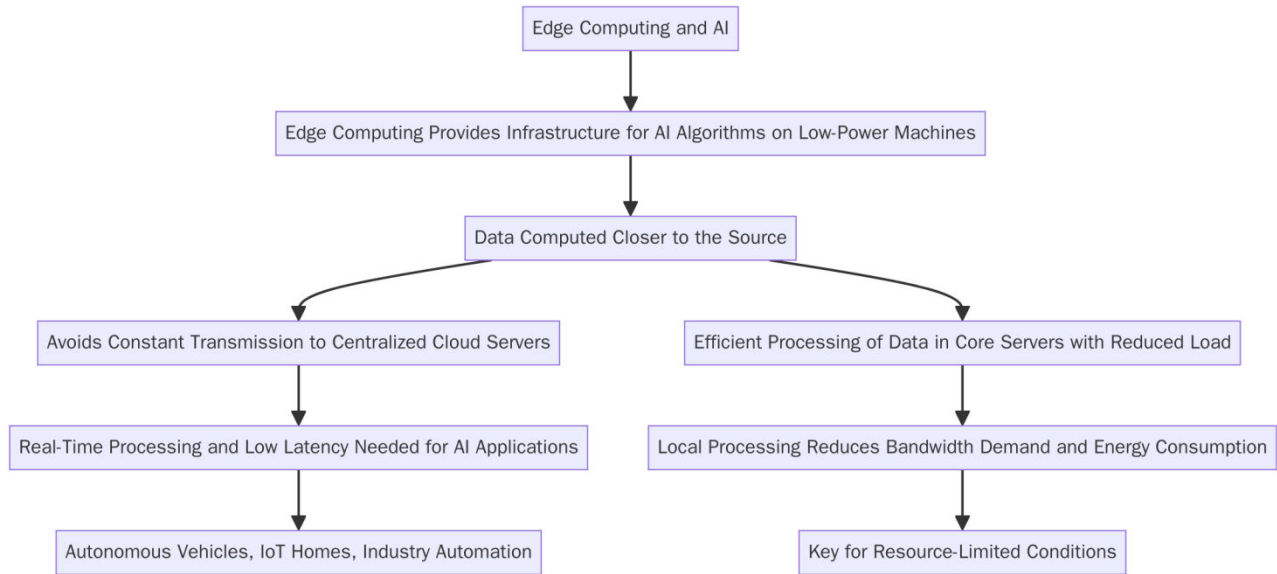 Edge Computing and AI
Edge Computing Provides Infrastructure for AI Algorithms on Low-Power Machines
Data Computed Closer to the Source
Avoids Constant Transmission to Centralized Cloud Servers
Efficient Processing of Data in Core Servers with Reduced Load
Real-Time Processing and Low Latency Needed for AI Applications
Local Processing Reduces Bandwidth Demand and Energy Consumption
Autonomous Vehicles, IoT Homes, Industry Automation
Key for Resource-Limited Conditions